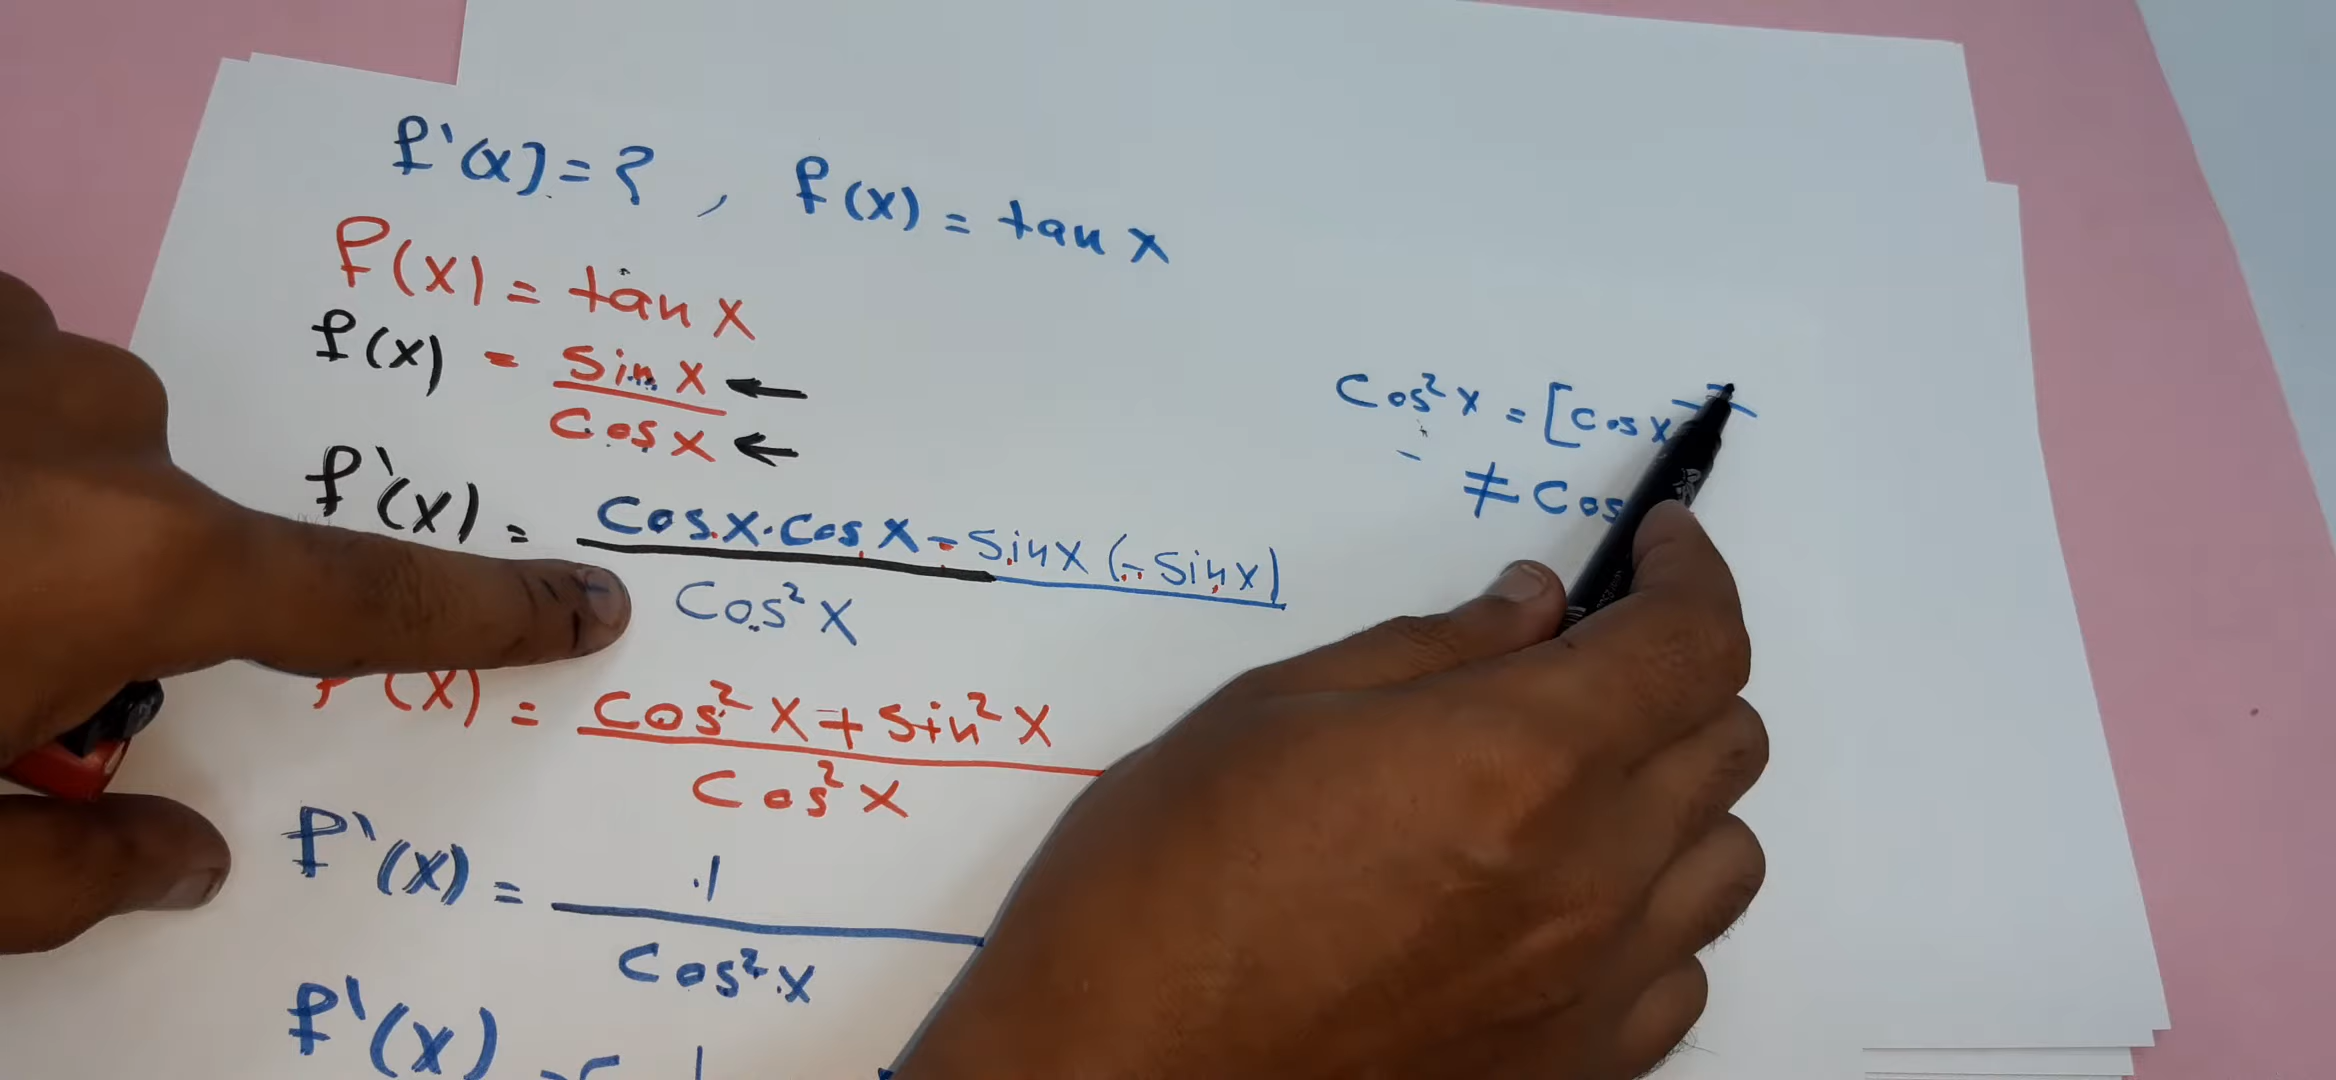 f'(x) = ? , f(x) = tan x
f(x) = tan x
f(x) = sin x / cos x
f'(x) = cos x · cos x - sin x (- sin x) / cos² x
f'(x) = cos² x + sin² x / cos² x
f'(x) = 1 / cos² x
f'(x)
cos² x = [cos x
≠ cos